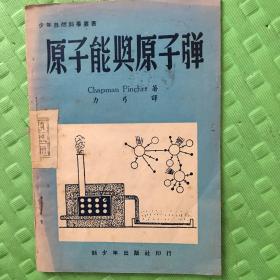 少年自然科學叢書
原子能與原子彈
Chapman Pincher 著
力 弓 譯
新少年出版社印行